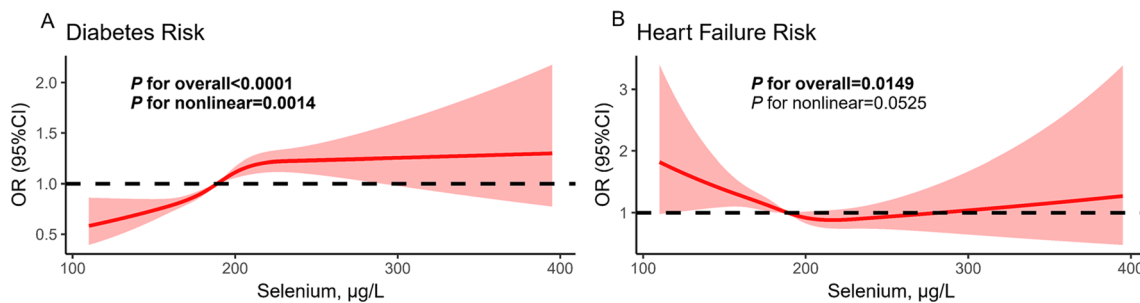 A
Diabetes Risk
P for overall<0.0001
P for nonlinear=0.0014
OR (95%CI)
2.0
1.5
1.0
0.5
100
200
300
400
Selenium, µg/L
B
Heart Failure Risk
P for overall=0.0149
P for nonlinear=0.0525
OR (95%CI)
3
2
1
100
200
300
400
Selenium, µg/L